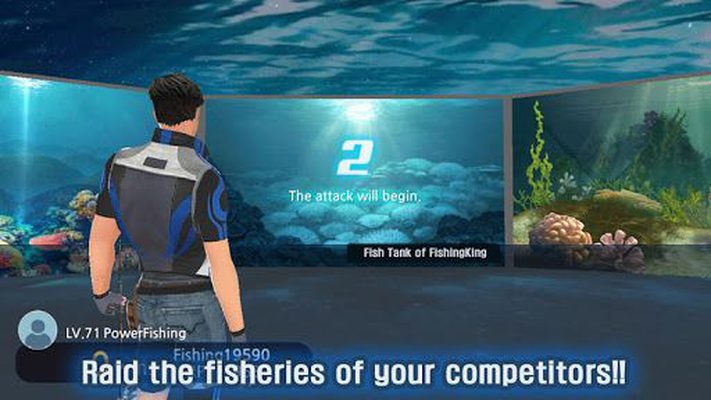 2
The attack will begin.
Fish Tank of FishingKing
LV.71 PowerFishing
Fishing19590
Raid the fisheries of your competitors!!